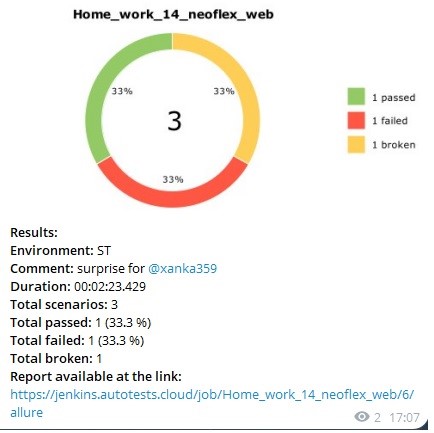 Home_work_14_neoflex_web
33%
33%
3
33%
1 passed
1 failed
1 broken
Results:
Environment: ST
Comment: surprise for @xanka359
Duration: 00:02:23.429
Total scenarios: 3
Total passed: 1 (33.3 %)
Total failed: 1 (33.3 %)
Total broken: 1
Report available at the link:
https://jenkins.autotests.cloud/job/Home_work_14_neoflex_web/6/
allure
2 17:07